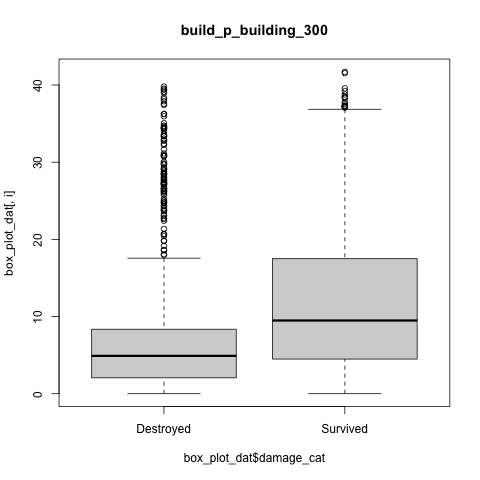 build_p_building_300
box_plot_dat[, i]
40
30
20
10
0
Destroyed
Survived
box_plot_dat$damage_cat